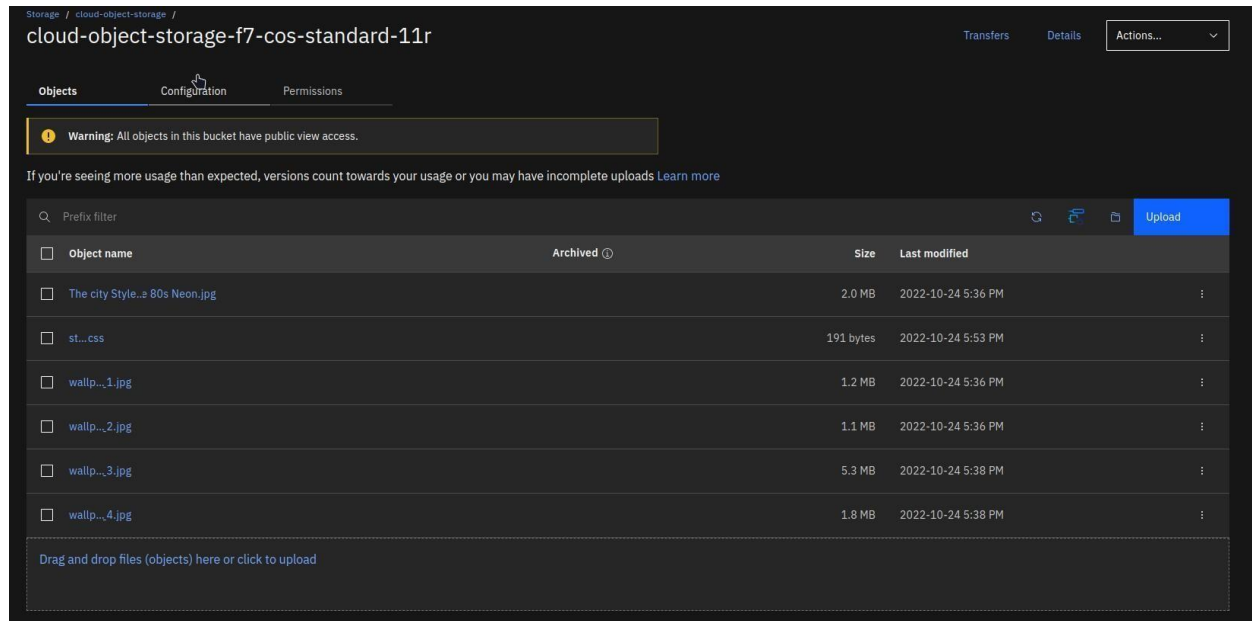 Storage / cloud-object-storage /
cloud-object-storage-f7-cos-standard-11r
Transfers Details Actions...
Objects Configuration Permissions
Warning: All objects in this bucket have public view access.
If you're seeing more usage than expected, versions count towards your usage or you may have incomplete uploads Learn more
Prefix filter Upload
Object name Archived Size Last modified
The city Style... 80s Neon.jpg 2.0 MB 2022-10-24 5:36 PM
st...css 191 bytes 2022-10-24 5:53 PM
wallp..._1.jpg 1.2 MB 2022-10-24 5:36 PM
wallp..._2.jpg 1.1 MB 2022-10-24 5:36 PM
wallp..._3.jpg 5.3 MB 2022-10-24 5:38 PM
wallp..._4.jpg 1.8 MB 2022-10-24 5:38 PM
Drag and drop files (objects) here or click to upload